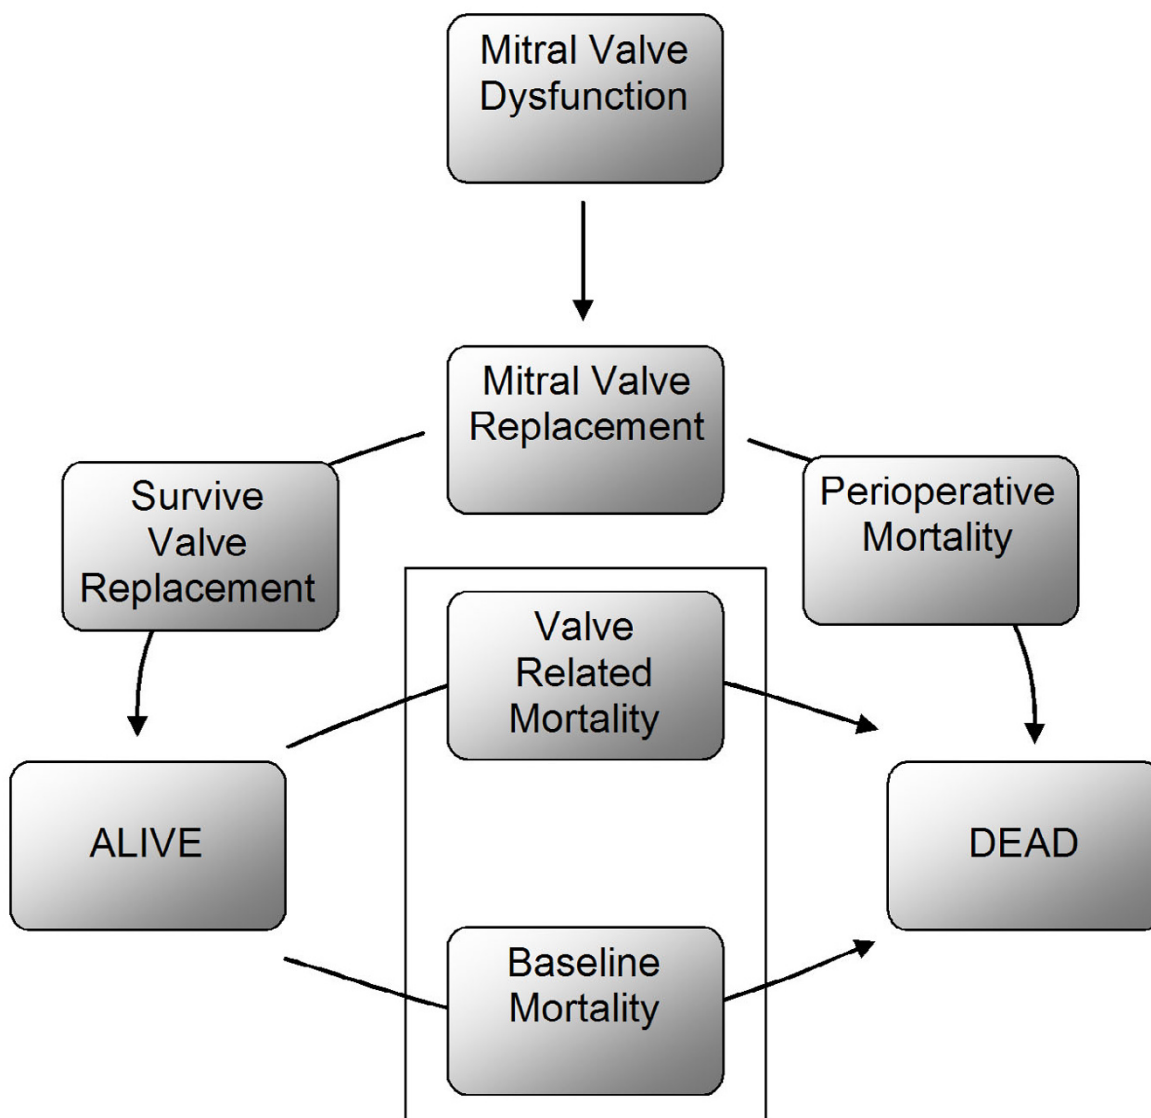 Mitral Valve
Dysfunction
Mitral Valve
Replacement
Survive
Valve
Replacement
Perioperative
Mortality
Valve
Related
Mortality
ALIVE
DEAD
Baseline
Mortality